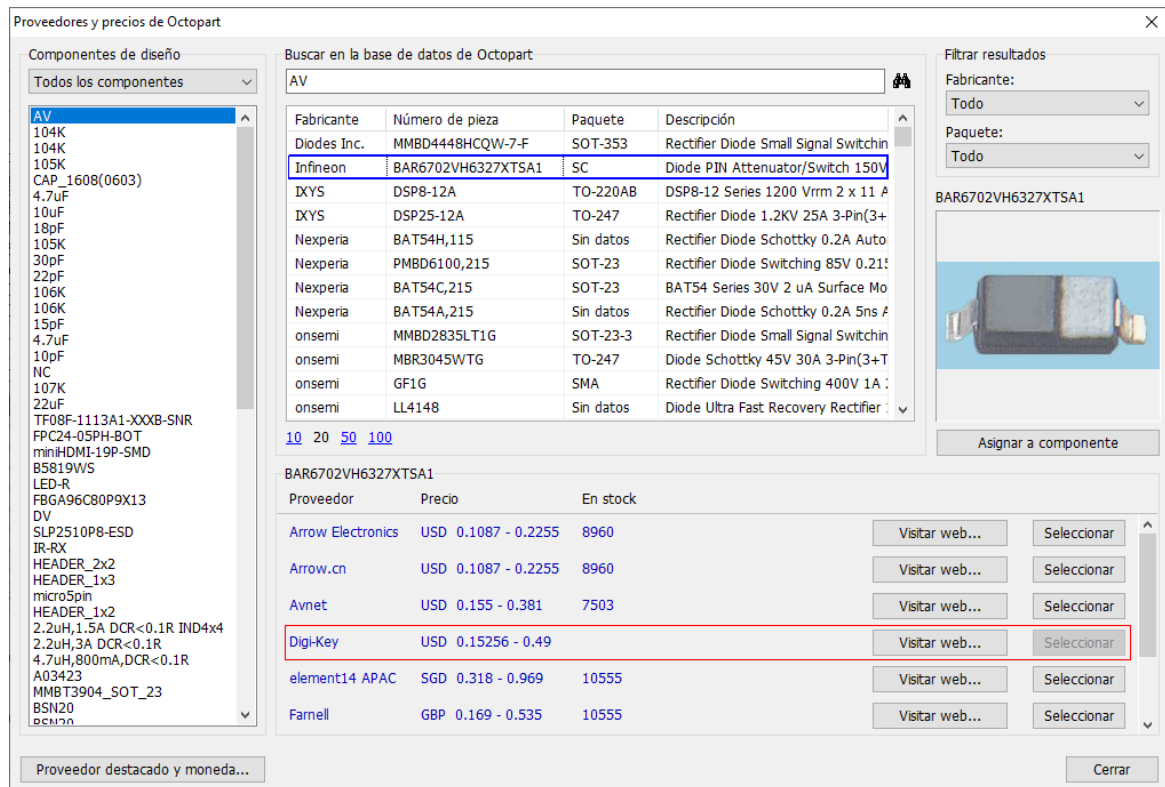 Proveedores y precios de Octopart
Componentes de diseño
Todos los componentes
AV
104K
104K
105K
CAP_1608(0603)
4.7uF
10uF
18pF
105K
30pF
22pF
106K
106K
15pF
4.7uF
10pF
NC
107K
22uF
TF08F-1113A1-XXXB-SNR
FPC24-05PH-BOT
miniHDMI-19P-SMD
B5819WS
LED-R
FBGA96C80P9X13
DV
SLP2510P8-ESD
IR-RX
HEADER_2x2
HEADER_1x3
micro5pin
HEADER_1x2
2.2uH,1.5A DCR<0.1R IND4x4
2.2uH,3A DCR<0.1R
4.7uH,800mA,DCR<0.1R
A03423
MMBT3904_SOT_23
BSN20
BSN20
Proveedor destacado y moneda...
Buscar en la base de datos de Octopart
AV
Fabricante Número de pieza Paquete Descripción
Diodes Inc. MMBD4448HCQW-7-F SOT-353 Rectifier Diode Small Signal Switchin
Infineon BAR6702VH6327XTSA1 SC Diode PIN Attenuator/Switch 150V
IXYS DSP8-12A TO-220AB DSP8-12 Series 1200 Vrrm 2 x 11 A
IXYS DSP25-12A TO-247 Rectifier Diode 1.2KV 25A 3-Pin(3+
Nexperia BAT54H,115 Sin datos Rectifier Diode Schottky 0.2A Auto
Nexperia PMBD6100,215 SOT-23 Rectifier Diode Switching 85V 0.215
Nexperia BAT54C,215 SOT-23 BAT54 Series 30V 2 uA Surface Mo
Nexperia BAT54A,215 Sin datos Rectifier Diode Schottky 0.2A 5ns A
onsemi MMBD2835LT1G SOT-23-3 Rectifier Diode Small Signal Switchin
onsemi MBR3045WTG TO-247 Diode Schottky 45V 30A 3-Pin(3+T
onsemi GF1G SMA Rectifier Diode Switching 400V 1A
onsemi LL4148 Sin datos Diode Ultra Fast Recovery Rectifier
10 20 50 100
Filtrar resultados
Fabricante:
Todo
Paquete:
Todo
BAR6702VH6327XTSA1
Asignar a componente
BAR6702VH6327XTSA1
Proveedor Precio En stock
Arrow Electronics USD 0.1087 - 0.2255 8960 Visitar web... Seleccionar
Arrow.cn USD 0.1087 - 0.2255 8960 Visitar web... Seleccionar
Avnet USD 0.155 - 0.381 7503 Visitar web... Seleccionar
Digi-Key USD 0.15256 - 0.49 Visitar web... Seleccionar
element14 APAC SGD 0.318 - 0.969 10555 Visitar web... Seleccionar
Farnell GBP 0.169 - 0.535 10555 Visitar web... Seleccionar
Cerrar